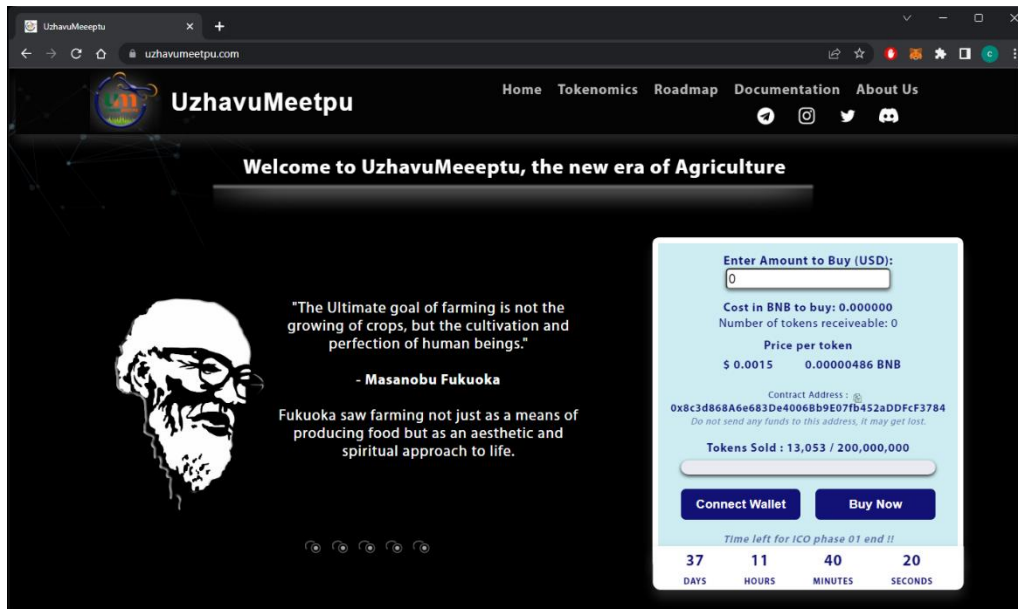 UzhavuMeeeptu
uzhavumeetpu.com
um
UzhavuMeetpu
Home Tokenomics Roadmap Documentation About Us
Welcome to UzhavuMeeeptu, the new era of Agriculture
"The Ultimate goal of farming is not the
growing of crops, but the cultivation and
perfection of human beings."
- Masanobu Fukuoka
Fukuoka saw farming not just as a means of
producing food but as an aesthetic and
spiritual approach to life.
Enter Amount to Buy (USD):
0
Cost in BNB to buy: 0.000000
Number of tokens receiveable: 0
Price per token
$ 0.0015 0.00000486 BNB
Contract Address :
0x8c3d868A6e683De4006Bb9E07fb452aDDFcF3784
Do not send any funds to this address, it may get lost.
Tokens Sold : 13,053 / 200,000,000
Connect Wallet Buy Now
Time left for ICO phase 01 end !!
37 11 40 20
DAYS HOURS MINUTES SECONDS